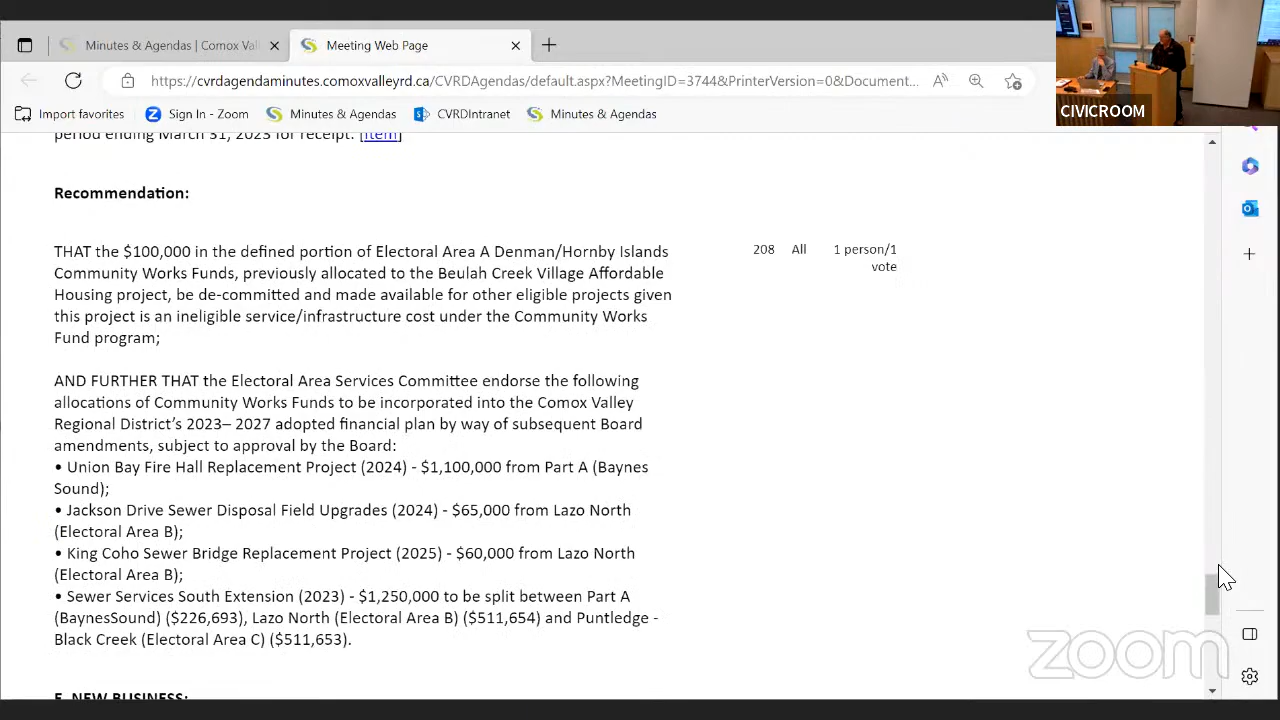 Minutes & Agendas | Comox Val
Meeting Web Page
https://cvrdagendaminutes.comoxvalleyrd.ca/CVRDAgendas/default.aspx?MeetingID=3744&PrinterVersion=0&Document...
CIVICROOM
Import favorites
Sign In - Zoom
Minutes & Agendas
CVRDIntranet
Minutes & Agendas
period ending March 31, 2023 for receipt. [Item]
Recommendation:
THAT the $100,000 in the defined portion of Electoral Area A Denman/Hornby Islands 208 All 1 person/1
Community Works Funds, previously allocated to the Beulah Creek Village Affordable vote
Housing project, be de-committed and made available for other eligible projects given
this project is an ineligible service/infrastructure cost under the Community Works
Fund program;
AND FURTHER THAT the Electoral Area Services Committee endorse the following
allocations of Community Works Funds to be incorporated into the Comox Valley
Regional District's 2023– 2027 adopted financial plan by way of subsequent Board
amendments, subject to approval by the Board:
• Union Bay Fire Hall Replacement Project (2024) - $1,100,000 from Part A (Baynes
Sound);
• Jackson Drive Sewer Disposal Field Upgrades (2024) - $65,000 from Lazo North
(Electoral Area B);
• King Coho Sewer Bridge Replacement Project (2025) - $60,000 from Lazo North
(Electoral Area B);
• Sewer Services South Extension (2023) - $1,250,000 to be split between Part A
(BaynesSound) ($226,693), Lazo North (Electoral Area B) ($511,654) and Puntledge -
Black Creek (Electoral Area C) ($511,653).
E. NEW BUSINESS:
zoom